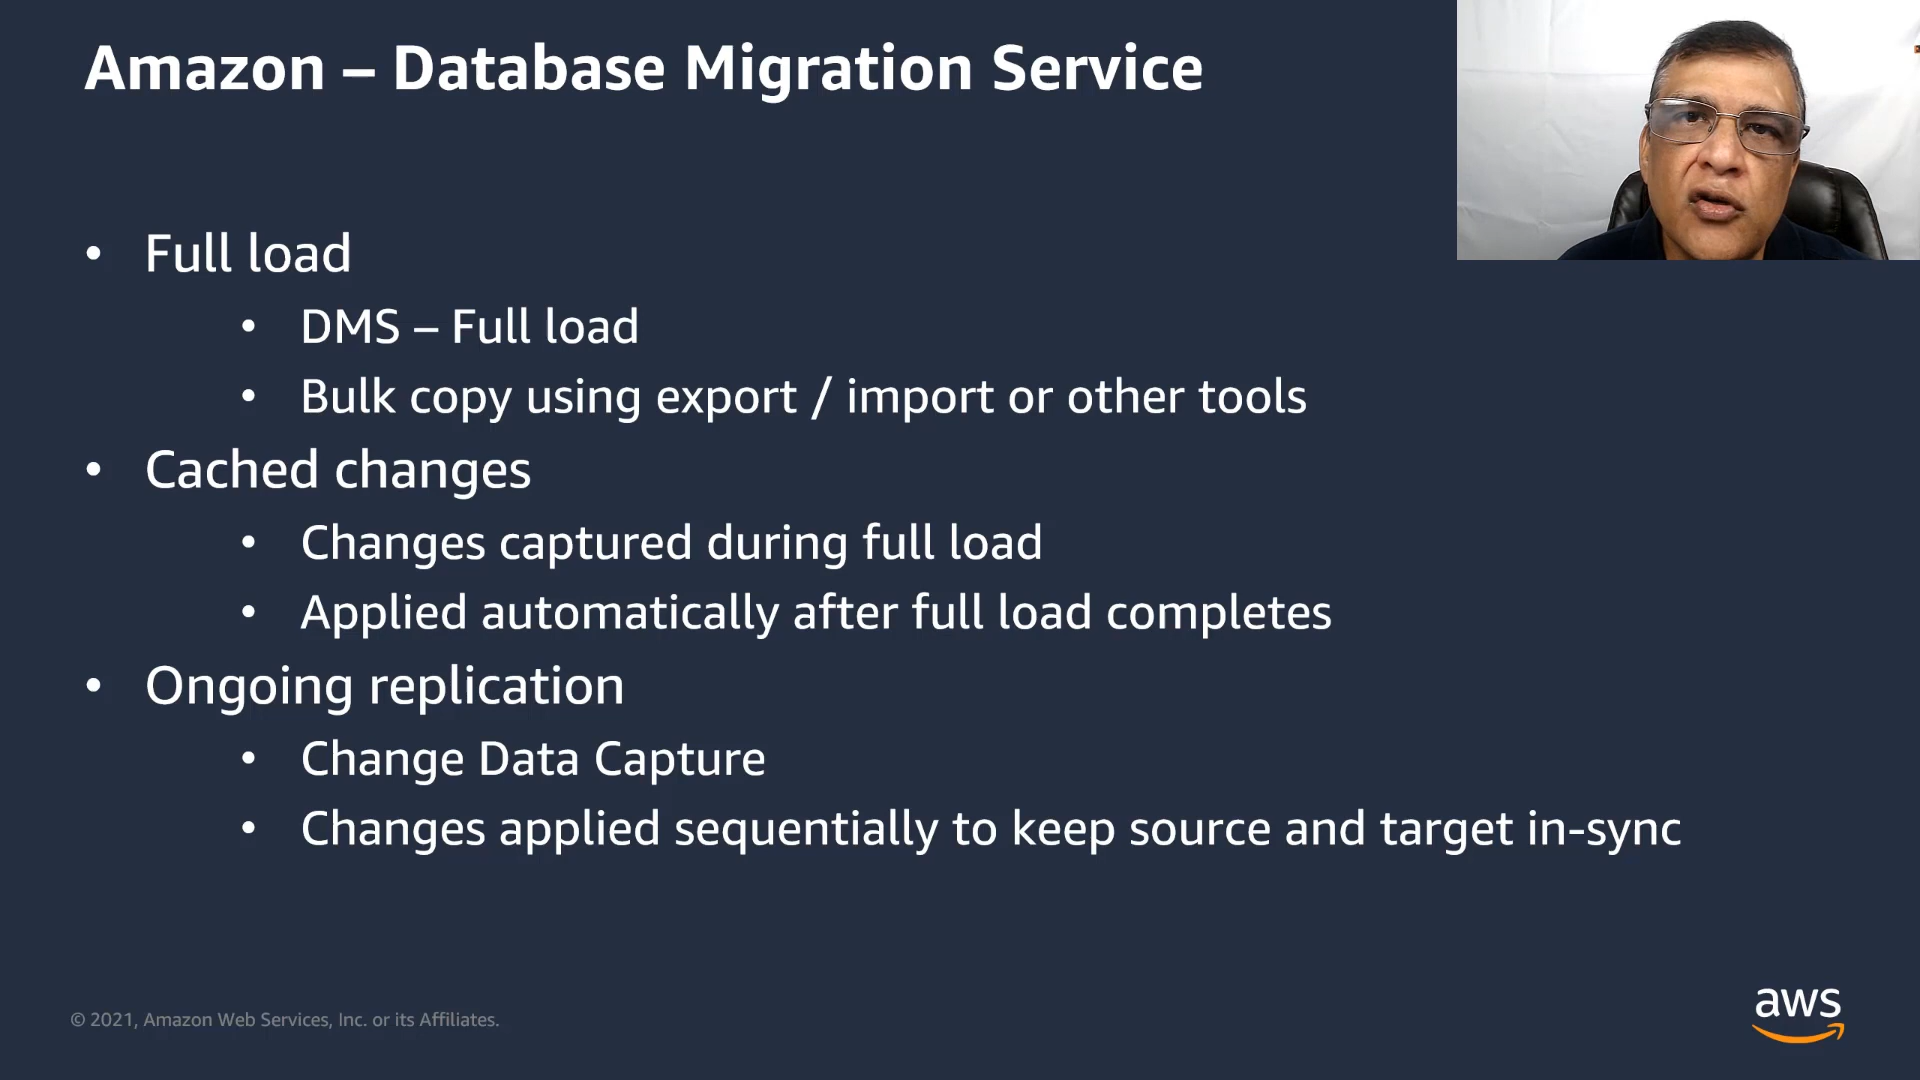 Amazon – Database Migration Service
• Full load
• DMS – Full load
• Bulk copy using export / import or other tools
• Cached changes
• Changes captured during full load
• Applied automatically after full load completes
• Ongoing replication
• Change Data Capture
• Changes applied sequentially to keep source and target in-sync
© 2021, Amazon Web Services, Inc. or its Affiliates.
aws